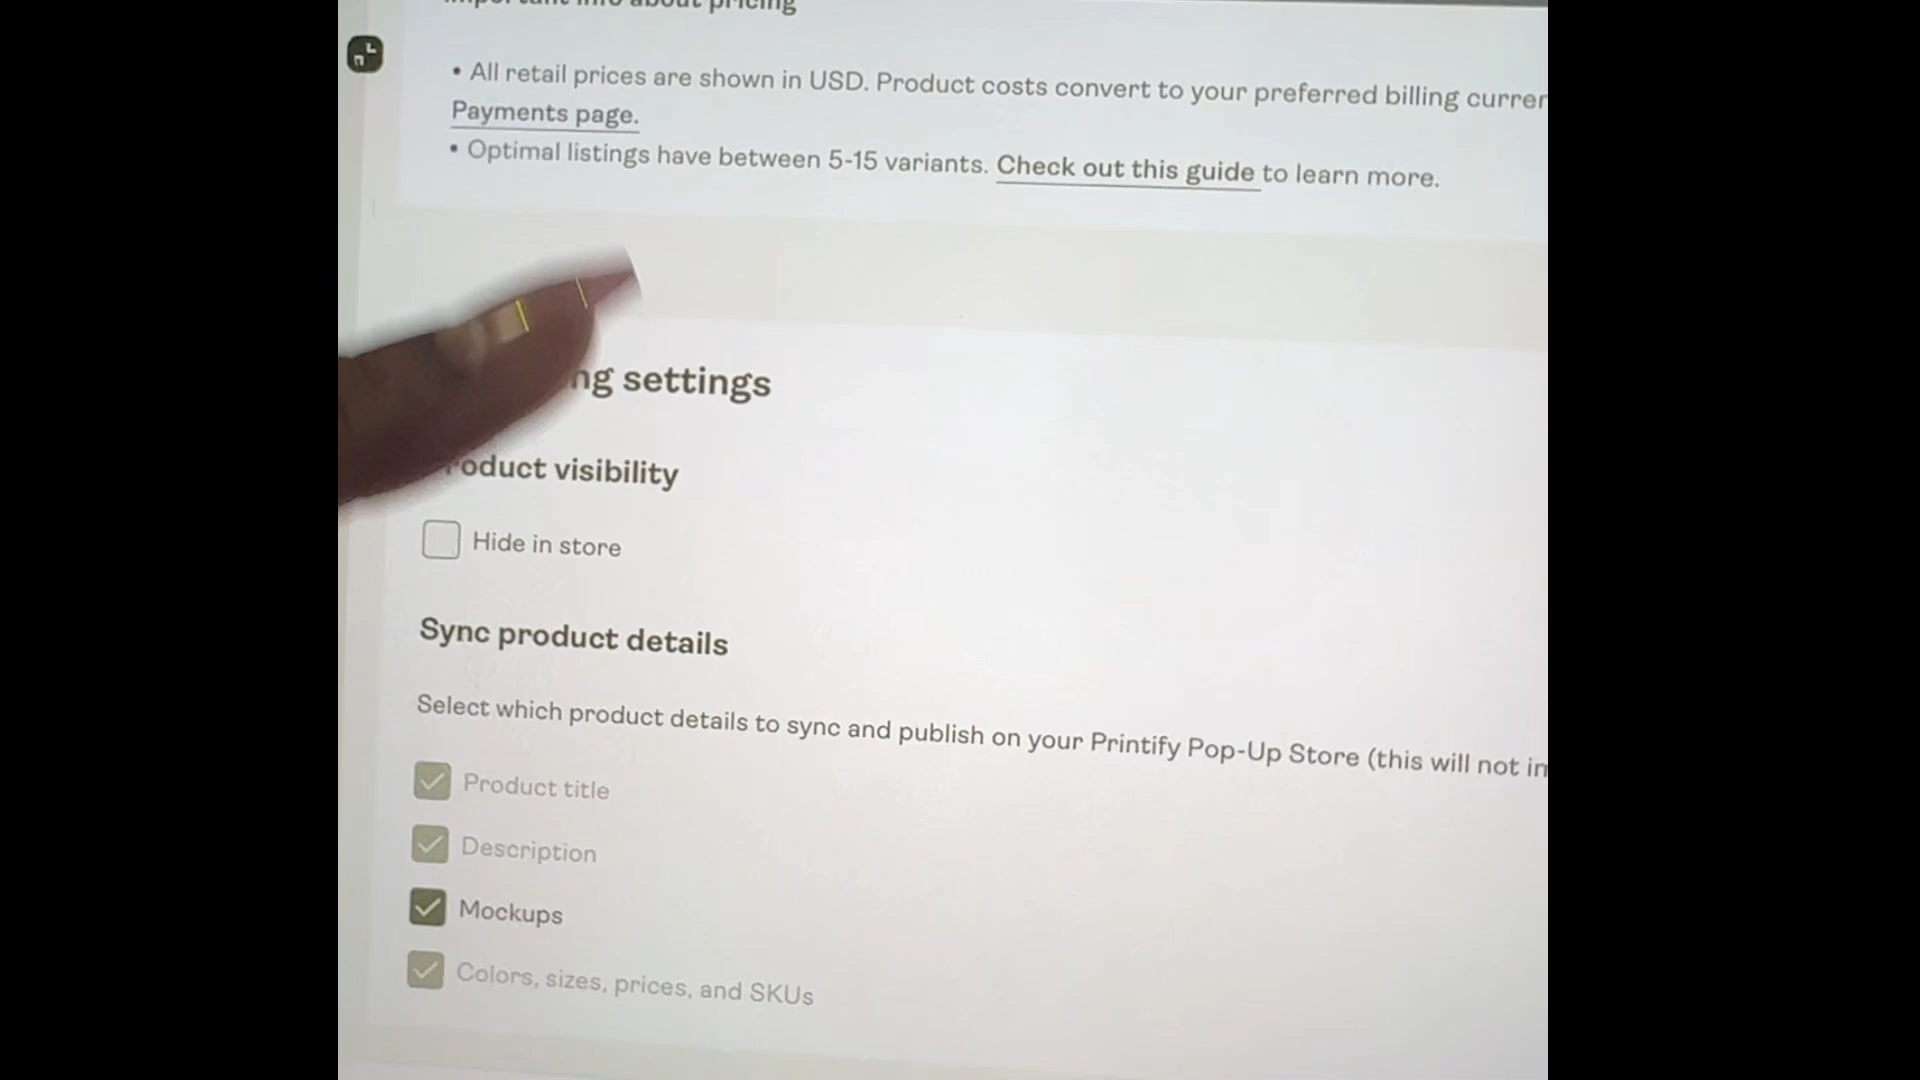 about pricing
• All retail prices are shown in USD. Product costs convert to your preferred billing
Payments page.
• Optimal listings have between 5-15 variants. Check out this guide to learn more.
settings
visibility
Hide in store
Sync product details
Select which product details to sync and publish on your Printify Pop-Up Store (this will not
Product title
Description
Mockups
Colors, sizes, prices, and SKUs